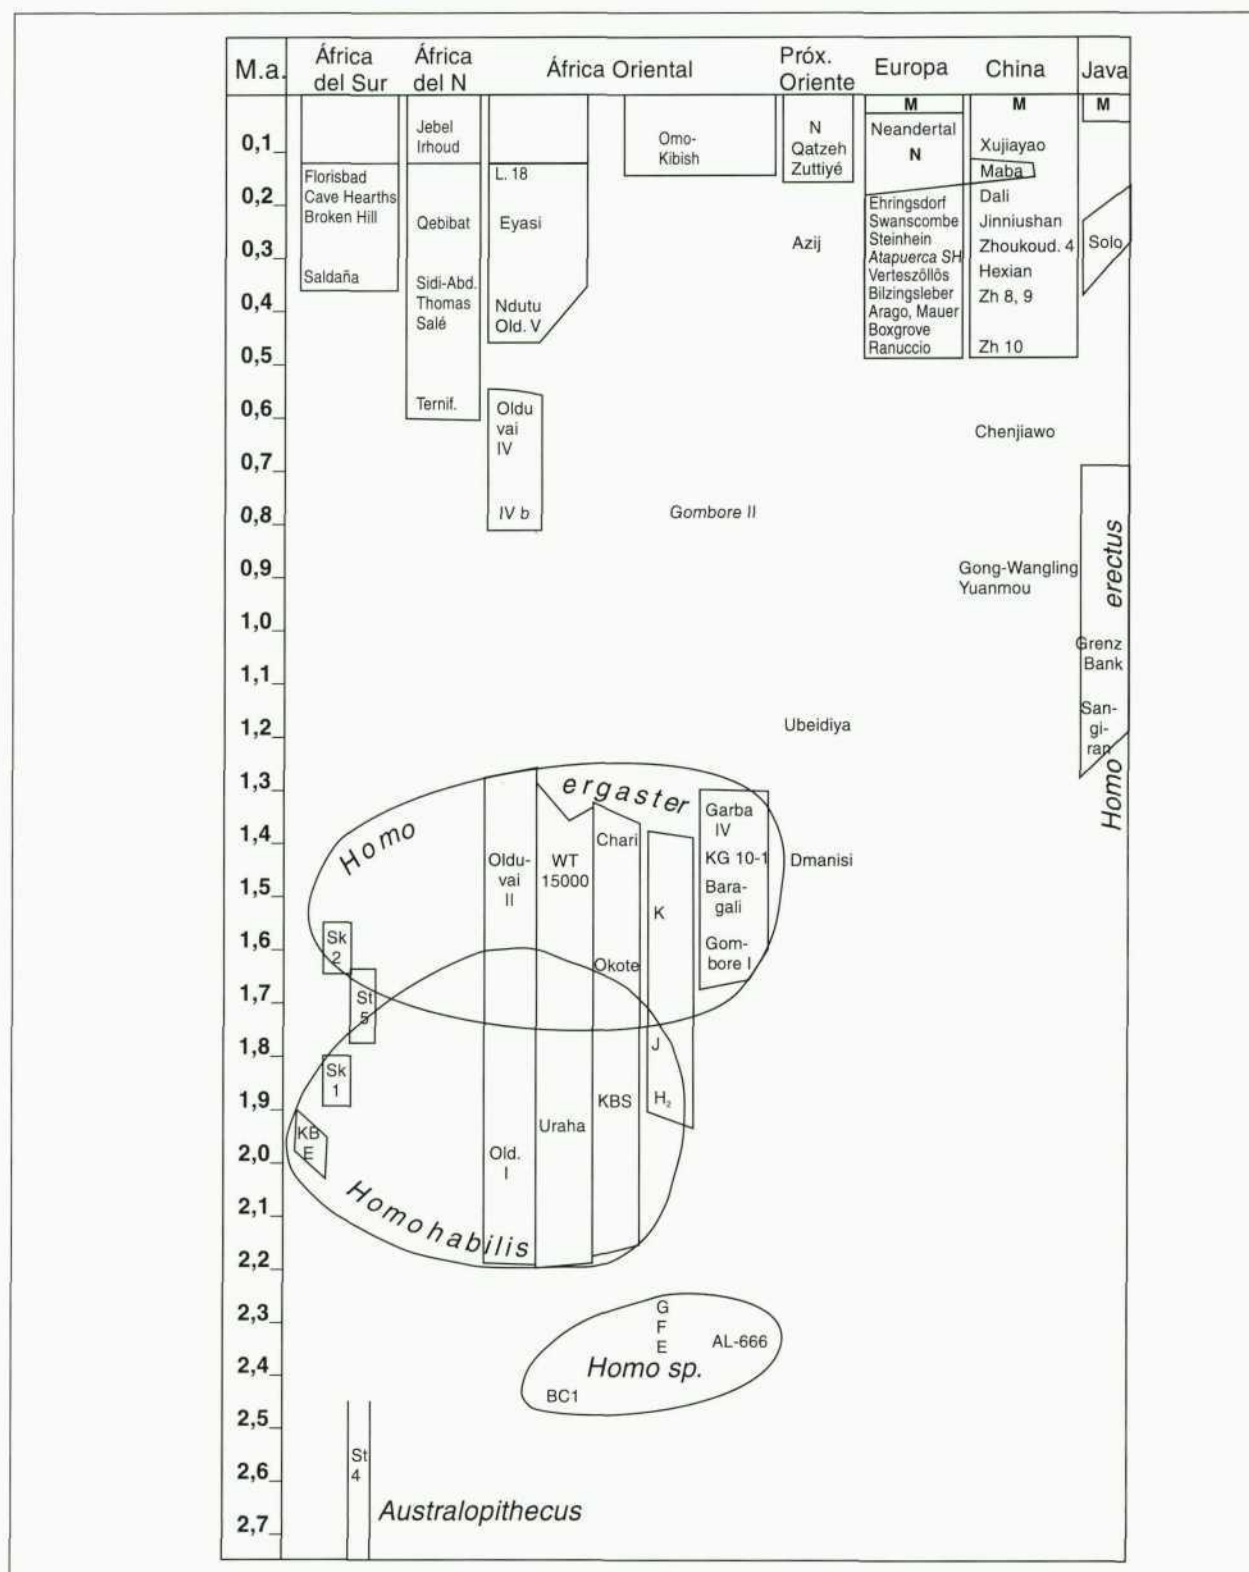 M.a.
África
del Sur
África
del N
África Oriental
Próx.
Oriente
Europa
China
Java
0,1
0,2
0,3
0,4
0,5
0,6
0,7
0,8
0,9
1,0
1,1
1,2
1,3
1,4
1,5
1,6
1,7
1,8
1,9
2,0
2,1
2,2
2,3
2,4
2,5
2,6
2,7
Florisbad
Cave Hearths
Broken Hill
Saldaña
Jebel
Irhoud
Qebibat
Sidi-Abd.
Thomas
Salé
Ternif.
L. 18
Eyasi
Ndutu
Old. V
Oldu
vai
IV
IV b
Omo-
Kibish
Gombore II
N
Qatzeh
Zuttiyé
Azij
Ubeidiya
Dmanisi
M
Neandertal
N
Ehringsdorf
Swanscombe
Steinhein
Atapuerca SH
Verteszöllös
Bilzingsleber
Arago, Mauer
Boxgrove
Ranuccio
M
Xujiayao
Maba
Dali
Jinniushan
Zhoukoud. 4
Hexian
Zh 8, 9
Zh 10
Chenjiawo
Gong-Wangling
Yuanmou
M
Solo
Homo erectus
Grenz
Bank
San-
gi-
ran
Homo ergaster
Sk
2
St
5
Sk
1
KB
E
Oldu-
vai
II
Old.
I
WT
15000
Uraha
Chari
Okote
KBS
K
J
H₂
Garba
IV
KG 10-1
Bara-
gali
Gom-
bore I
Homo habilis
G
F
E
AL-666
Homo sp.
BC1
St
4
Australopithecus